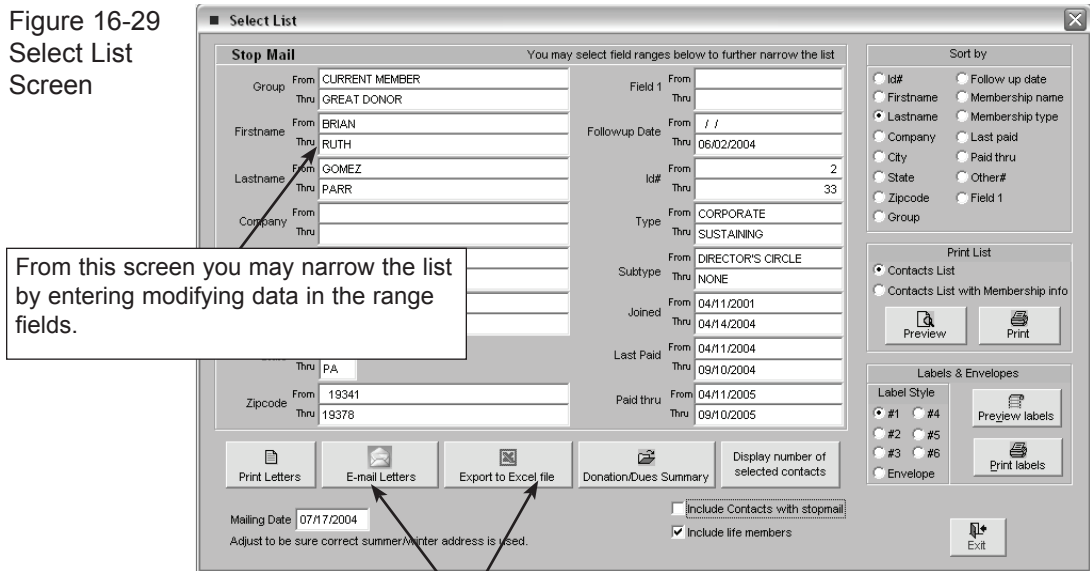 Figure 16-29
Select List
Screen
Select List
Stop Mail
You may select field ranges below to further narrow the list
Group
From CURRENT MEMBER
Thru GREAT DONOR
Firstname
From BRIAN
Thru RUTH
Lastname
From GOMEZ
Thru PARR
Company
From
Thru
From this screen you may narrow the list
by entering modifying data in the range
fields.
Thru PA
Zipcode
From 19341
Thru 19378
Field 1
From
Thru
Followup Date
From / /
Thru 06/02/2004
Id#
From 2
Thru 33
Type
From CORPORATE
Thru SUSTAINING
Subtype
From DIRECTOR'S CIRCLE
Thru NONE
Joined
From 04/11/2001
Thru 04/14/2004
Last Paid
From 04/11/2004
Thru 09/10/2004
Paid thru
From 04/11/2005
Thru 09/10/2005
Sort by
Id#
Firstname
Lastname
Company
City
State
Zipcode
Group
Follow up date
Membership name
Membership type
Last paid
Paid thru
Other#
Field 1
Print List
Contacts List
Contacts List with Membership info
Preview
Print
Labels & Envelopes
Label Style
#1 #4
#2 #5
#3 #6
Envelope
Preview labels
Print labels
Print Letters
E-mail Letters
Export to Excel file
Donation/Dues Summary
Display number of
selected contacts
Mailing Date 07/17/2004
Adjust to be sure correct summer/winter address is used.
Include Contacts with stopmail
Include life members
Exit